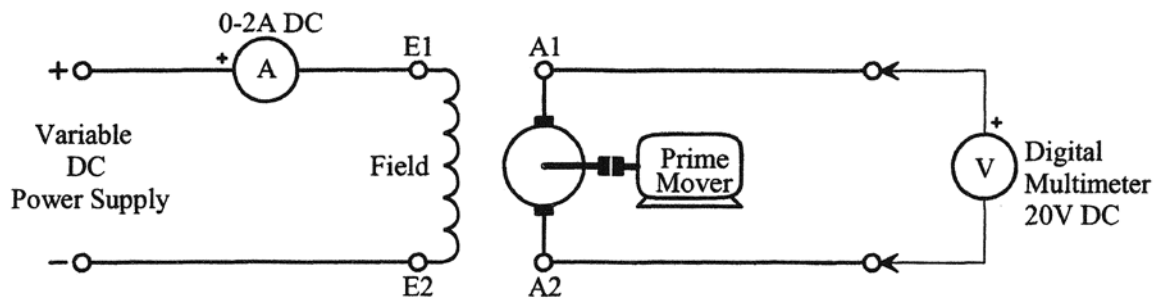 0-2A DC
+
A
E1
A1
+
Variable
DC
Power Supply
Field
Prime
Mover
+
V
Digital
Multimeter
20V DC
−
E2
A2